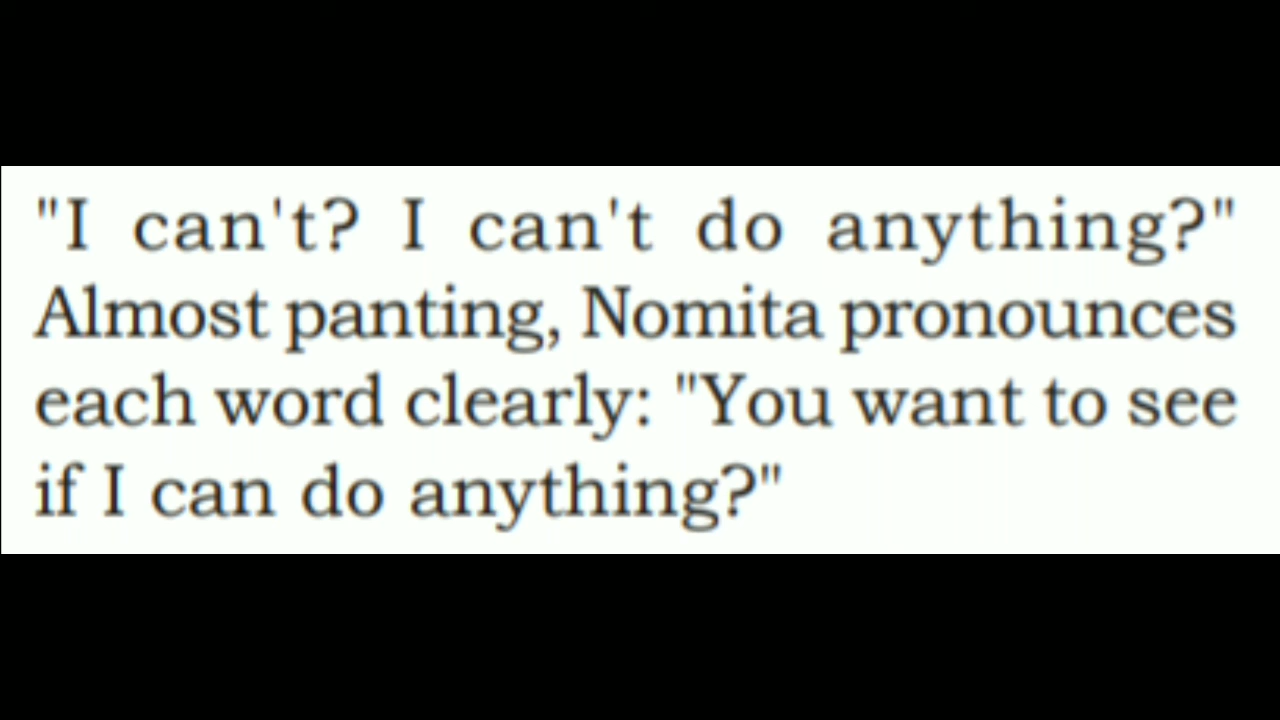 "I can't? I can't do anything?"
Almost panting, Nomita pronounces
each word clearly: "You want to see
if I can do anything?"